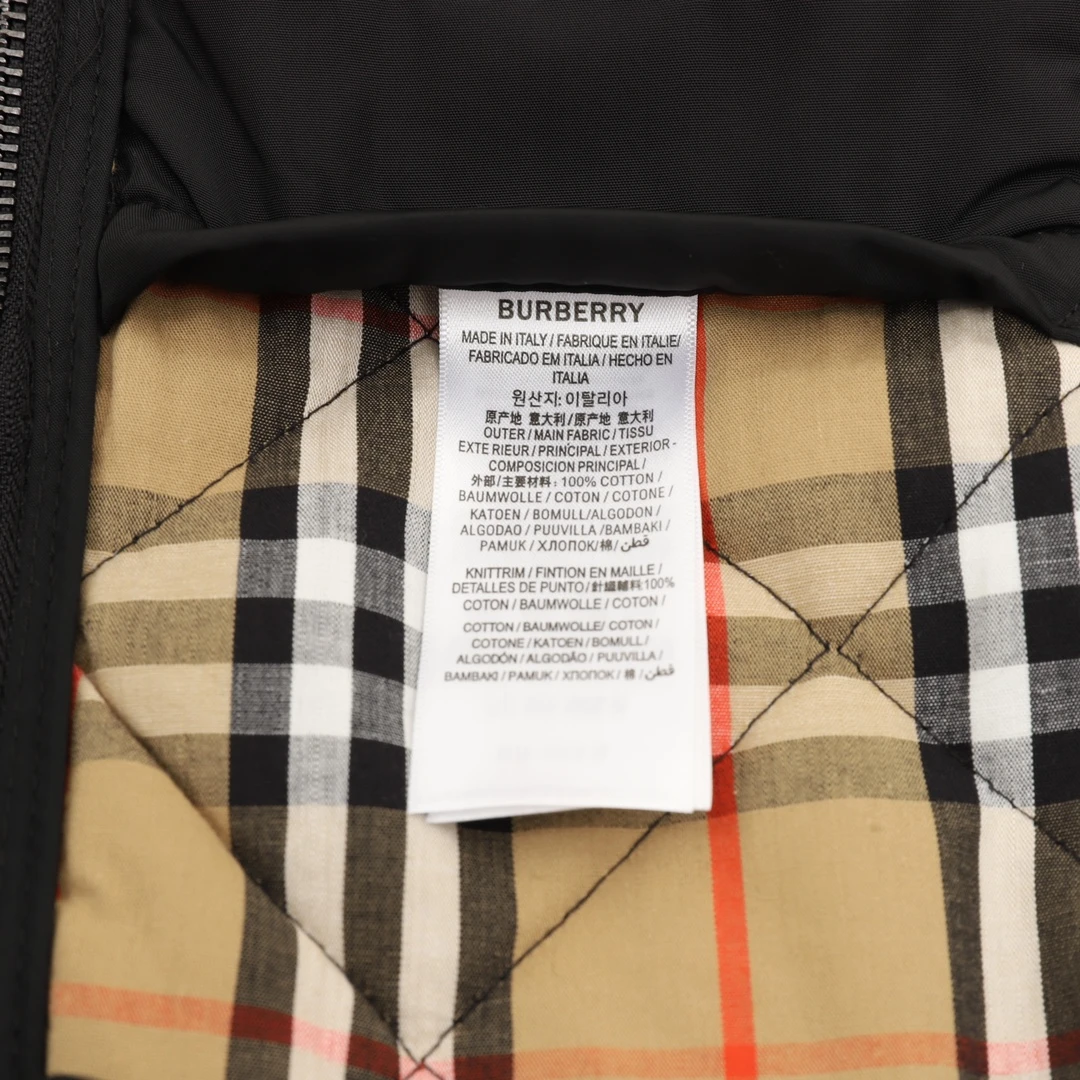 BURBERRY
MADE IN ITALY / FABRIQUE EN ITALIE/
FABRICADO EM ITALIA / HECHO EN
ITALIA
원산지: 이탈리아
原产地 意大利/原产地 意大利
OUTER / MAIN FABRIC / TISSU
EXTE RIEUR / PRINCIPAL / EXTERIOR-
COMPOSICION PRINCIPAL /
外部/主要材料: 100% COTTON /
BAUMWOLLE / COTON / COTONE /
KATOEN / BOMULL/ALGODON /
ALGODAO / PUUVILLA /BAMBAKI /
PAMUK / ХЛОПОК/棉/قطن
KNITTRIM / FINTION EN MAILLE /
DETALLES DE PUNTO/針織輔料100%
COTON / BAUMWOLLE / COTON /
COTTON / BAUMWOLLE/ COTON /
COTONE / KATOEN / BOMULL /
ALGODÓN / ALGODÃO / PUUVILLA /
BAMBAKI / PAMUK / ХЛОПОК / 棉 /قطن